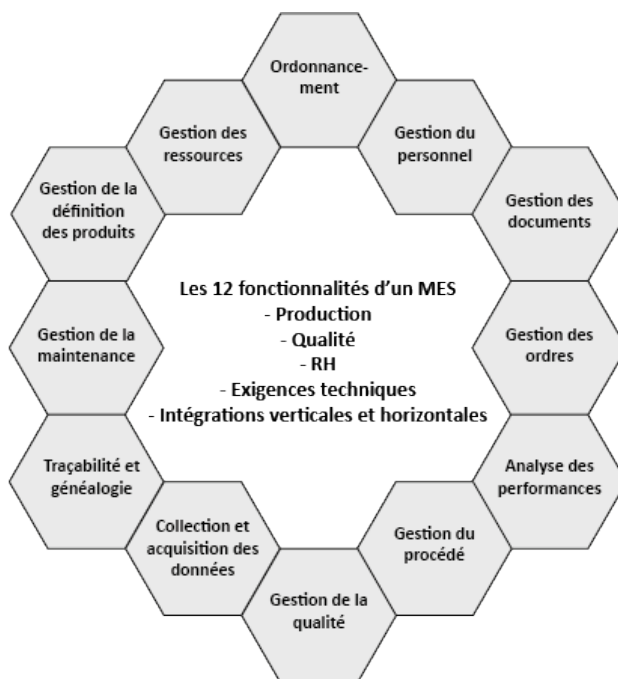 Ordonnance-
ment
Gestion du
personnel
Gestion des
documents
Gestion des
ordres
Analyse des
performances
Gestion du
procédé
Gestion de la
qualité
Collection et
acquisition des
données
Traçabilité et
généalogie
Gestion de la
maintenance
Gestion de la
définition
des produits
Gestion des
ressources
Les 12 fonctionnalités d'un MES
- Production
- Qualité
- RH
- Exigences techniques
- Intégrations verticales et horizontales